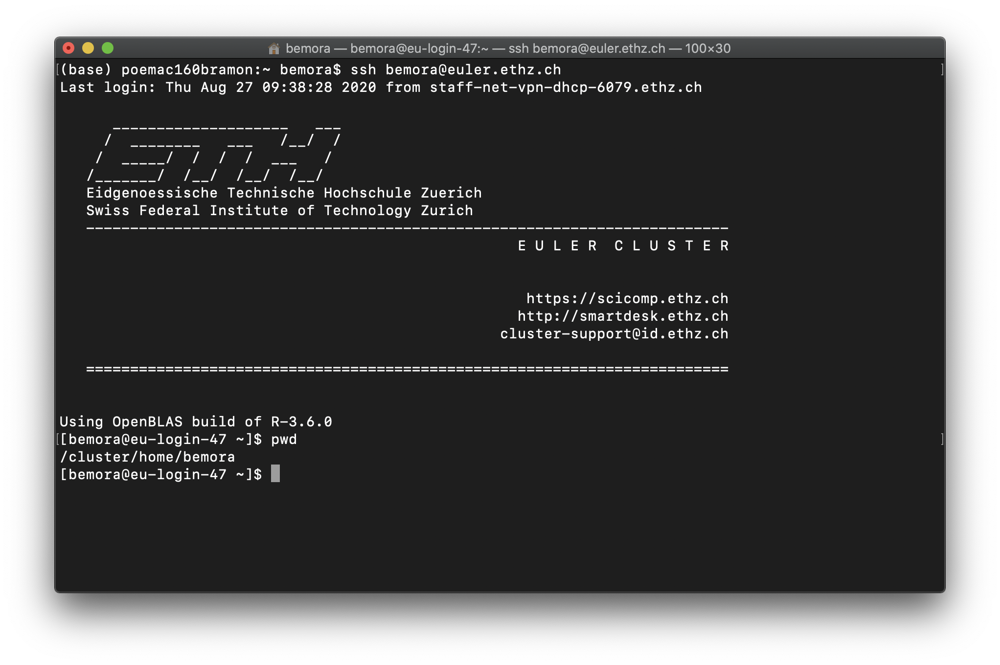 bemora — bemora@eu-login-47:~ — ssh bemora@euler.ethz.ch — 100×30
[(base) poemac160bramon:~ bemora$ ssh bemora@euler.ethz.ch ]
Last login: Thu Aug 27 09:38:28 2020 from staff-net-vpn-dhcp-6079.ethz.ch
      ____________________   ___
     /  ________   ___   /__/  /
    /  _____/  /  /  /  ___   /
   /_______/  /__/  /__/  /__/
   Eidgenoessische Technische Hochschule Zuerich
   Swiss Federal Institute of Technology Zurich
   -------------------------------------------------------------------------
                                                    E U L E R  C L U S T E R
                                                     https://scicomp.ethz.ch
                                                    http://smartdesk.ethz.ch
                                                  cluster-support@id.ethz.ch
   =========================================================================
Using OpenBLAS build of R-3.6.0
[[bemora@eu-login-47 ~]$ pwd ]
/cluster/home/bemora
[bemora@eu-login-47 ~]$